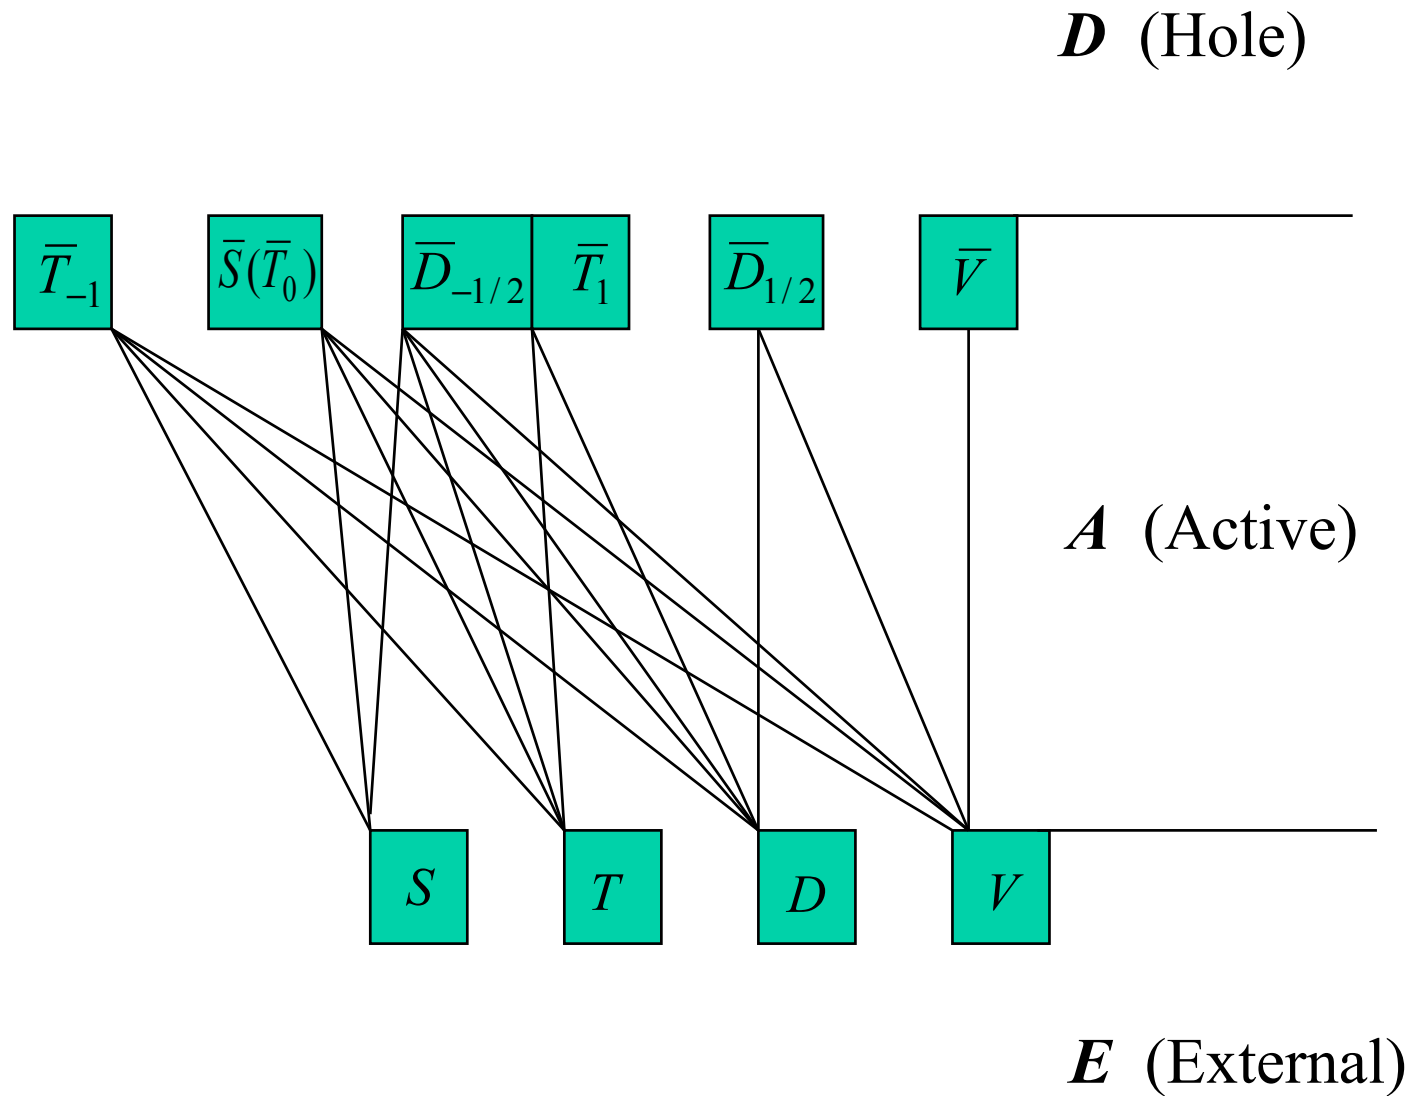 D (Hole)
T̅₋₁
S̅(T̅₀)
D̅₋₁/₂
T̅₁
D̅₁/₂
V̅
A (Active)
S
T
D
V
E (External)